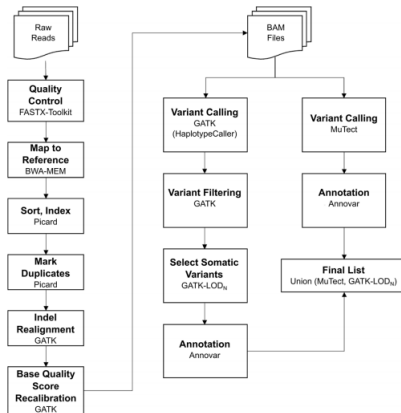 Raw
Reads
Quality
Control
FASTX-Toolkit
Map to
Reference
BWA-MEM
Sort, Index
Picard
Mark
Duplicates
Picard
Indel
Realignment
GATK
Base Quality
Score
Recalibration
GATK
BAM
Files
Variant Calling
GATK
(HaplotypeCaller)
Variant Filtering
GATK
Select Somatic
Variants
GATK-LODN
Annotation
Annovar
Variant Calling
MuTect
Annotation
Annovar
Final List
Union (MuTect, GATK-LODN)